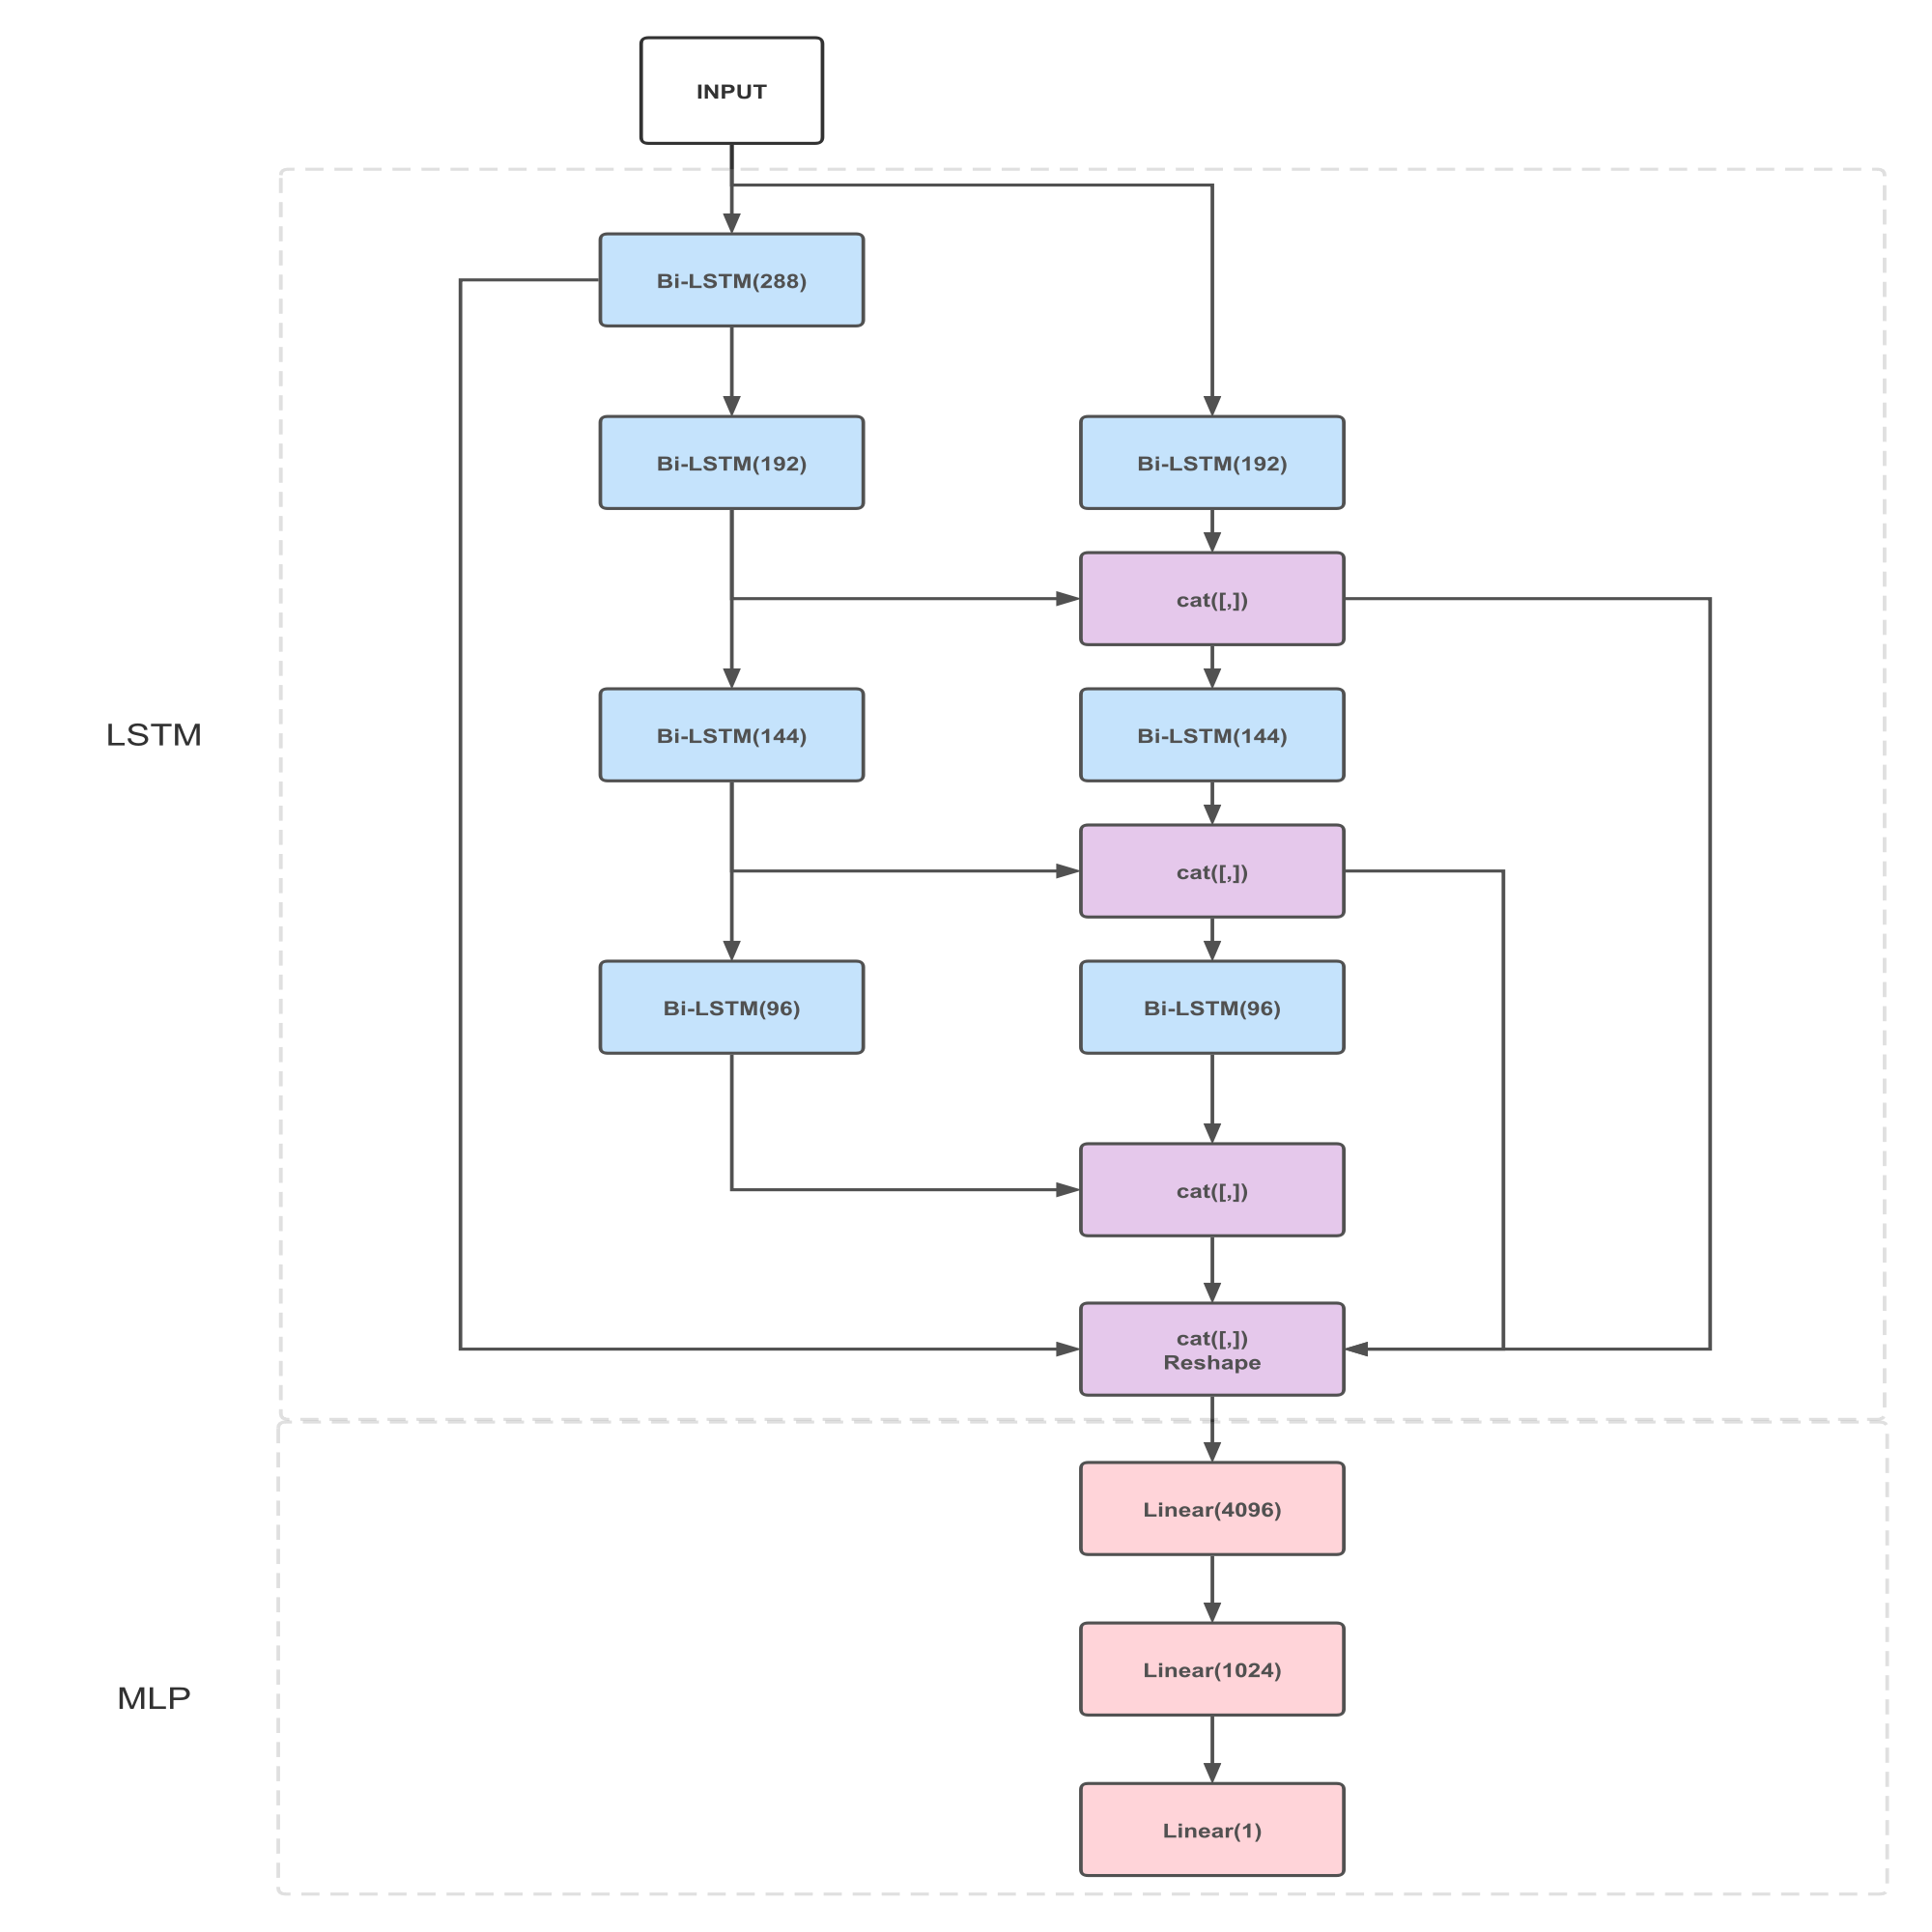 INPUT
Bi-LSTM(288)
Bi-LSTM(192)
Bi-LSTM(192)
cat([,])
LSTM
Bi-LSTM(144)
Bi-LSTM(144)
cat([,])
Bi-LSTM(96)
Bi-LSTM(96)
cat([,])
cat([,])
Reshape
Linear(4096)
Linear(1024)
MLP
Linear(1)